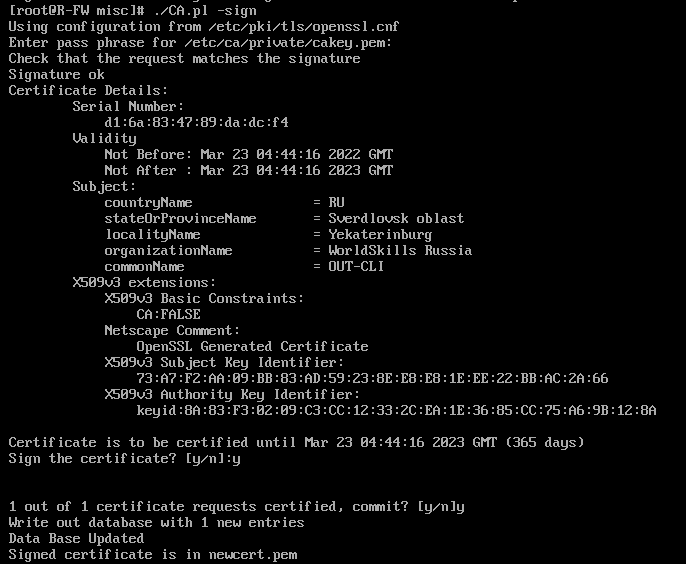 [root@R-FW misc]# ./CA.pl -sign
Using configuration from /etc/pki/tls/openssl.cnf
Enter pass phrase for /etc/ca/private/cakey.pem:
Check that the request matches the signature
Signature ok
Certificate Details:
        Serial Number:
            d1:6a:83:47:89:da:dc:f4
        Validity
            Not Before: Mar 23 04:44:16 2022 GMT
            Not After : Mar 23 04:44:16 2023 GMT
        Subject:
            countryName               = RU
            stateOrProvinceName       = Sverdlovsk oblast
            localityName              = Yekaterinburg
            organizationName          = WorldSkills Russia
            commonName                = OUT-CLI
        X509v3 extensions:
            X509v3 Basic Constraints:
                CA:FALSE
            Netscape Comment:
                OpenSSL Generated Certificate
            X509v3 Subject Key Identifier:
                73:A7:F2:AA:09:BB:83:AD:59:23:8E:E8:E8:1E:EE:22:BB:AC:2A:66
            X509v3 Authority Key Identifier:
                keyid:8A:83:F3:02:09:C3:CC:12:33:2C:EA:1E:36:85:CC:75:A6:9B:12:8A
Certificate is to be certified until Mar 23 04:44:16 2023 GMT (365 days)
Sign the certificate? [y/n]:y
1 out of 1 certificate requests certified, commit? [y/n]y
Write out database with 1 new entries
Data Base Updated
Signed certificate is in newcert.pem